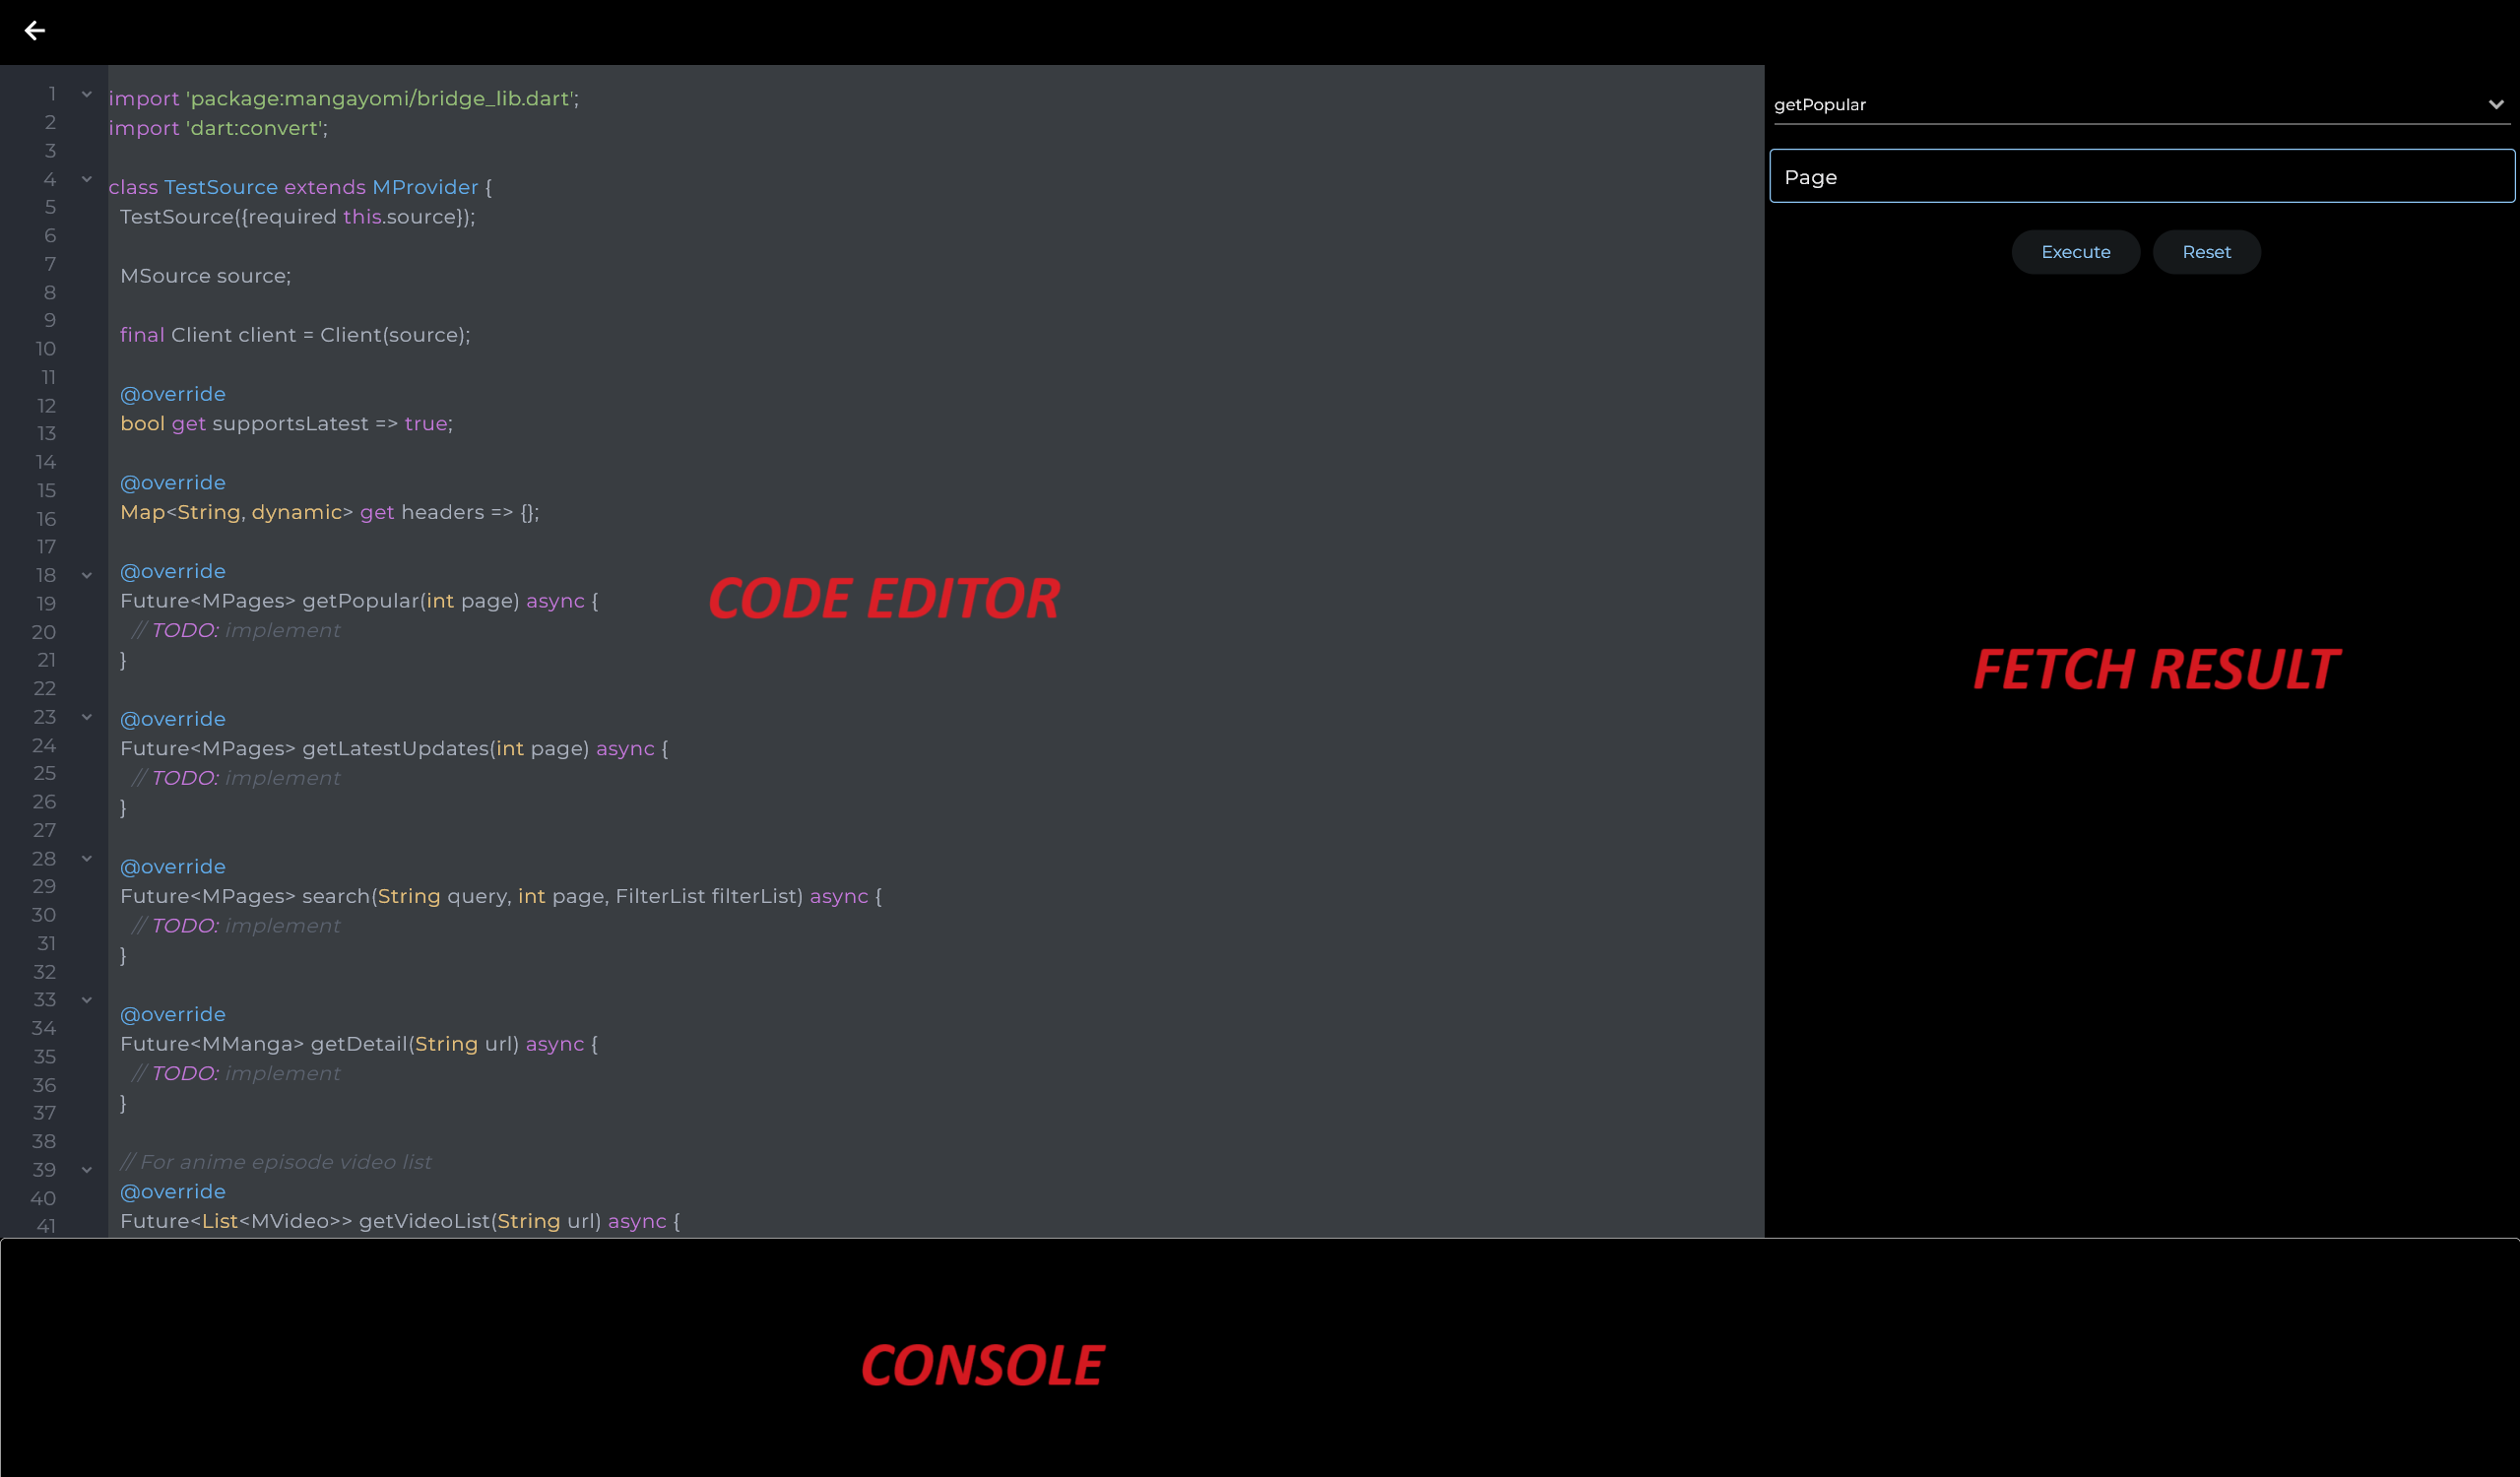 1 import 'package:mangayomi/bridge_lib.dart';
2 import 'dart:convert';
3
4 class TestSource extends MProvider {
5 TestSource({required this.source});
6
7 MSource source;
8
9 final Client client = Client(source);
10
11 @override
12 bool get supportsLatest => true;
13
14 @override
15 Map<String, dynamic> get headers => {};
16
17 @override
18 Future<MPages> getPopular(int page) async {
19 // TODO: implement
20 }
21
22 @override
23 Future<MPages> getLatestUpdates(int page) async {
24 // TODO: implement
25 }
26
27 @override
28 Future<MPages> search(String query, int page, FilterList filterList) async {
29 // TODO: implement
30 }
31
32 @override
33 Future<MManga> getDetail(String url) async {
34 // TODO: implement
35 }
36
37 // For anime episode video list
38 @override
39 Future<List<MVideo>> getVideoList(String url) async {
40
41
CODE EDITOR
getPopular
Page
Execute Reset
FETCH RESULT
CONSOLE